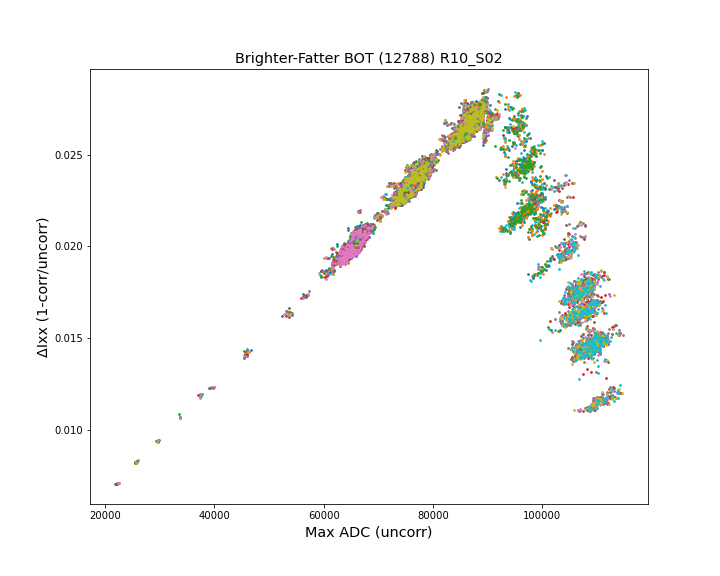 Brighter-Fatter BOT (12788) R10_S02
0.025
0.020
0.015
0.010
ΔIxx (1-corr/uncorr)
20000 40000 60000 80000 100000
Max ADC (uncorr)